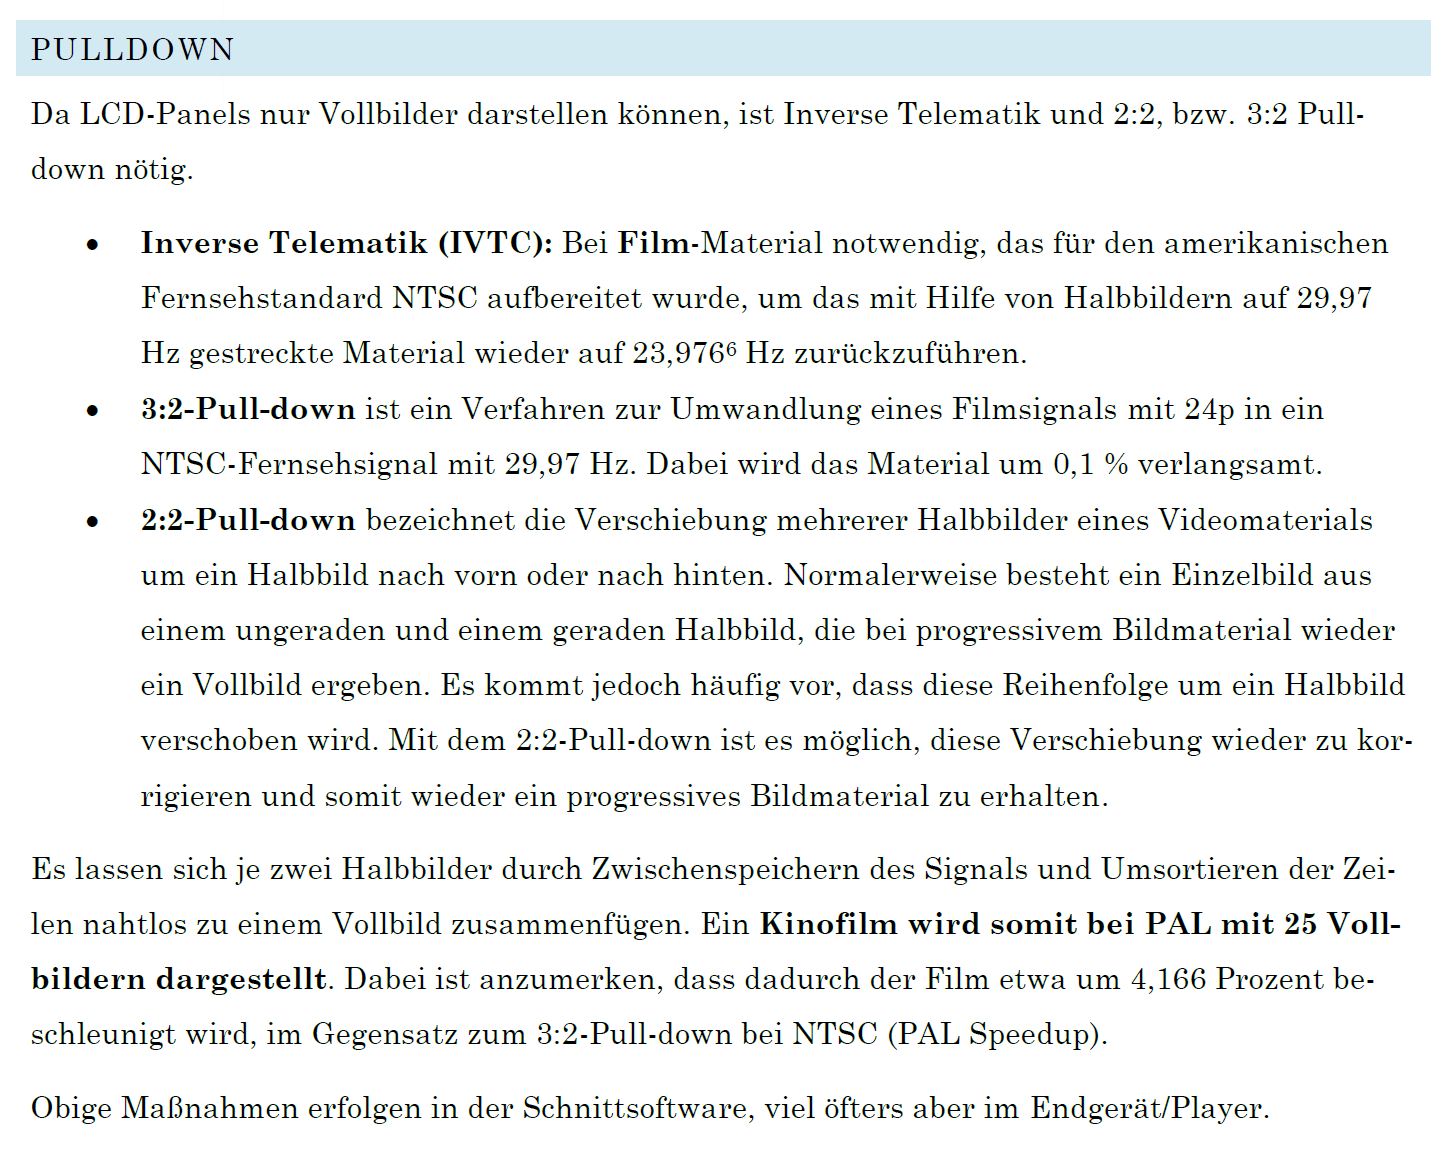 PULLDOWN
Da LCD-Panels nur Vollbilder darstellen können, ist Inverse Telematik und 2:2, bzw. 3:2 Pull-
down nötig.
• Inverse Telematik (IVTC): Bei Film-Material notwendig, das für den amerikanischen
Fernsehstandard NTSC aufbereitet wurde, um das mit Hilfe von Halbbildern auf 29,97
Hz gestreckte Material wieder auf 23,976⁶ Hz zurückzuführen.
• 3:2-Pull-down ist ein Verfahren zur Umwandlung eines Filmsignals mit 24p in ein
NTSC-Fernsehsignal mit 29,97 Hz. Dabei wird das Material um 0,1 % verlangsamt.
• 2:2-Pull-down bezeichnet die Verschiebung mehrerer Halbbilder eines Videomaterials
um ein Halbbild nach vorn oder nach hinten. Normalerweise besteht ein Einzelbild aus
einem ungeraden und einem geraden Halbbild, die bei progressivem Bildmaterial wieder
ein Vollbild ergeben. Es kommt jedoch häufig vor, dass diese Reihenfolge um ein Halbbild
verschoben wird. Mit dem 2:2-Pull-down ist es möglich, diese Verschiebung wieder zu kor-
rigieren und somit wieder ein progressives Bildmaterial zu erhalten.
Es lassen sich je zwei Halbbilder durch Zwischenspeichern des Signals und Umsortieren der Zei-
len nahtlos zu einem Vollbild zusammenfügen. Ein Kinofilm wird somit bei PAL mit 25 Voll-
bildern dargestellt. Dabei ist anzumerken, dass dadurch der Film etwa um 4,166 Prozent be-
schleunigt wird, im Gegensatz zum 3:2-Pull-down bei NTSC (PAL Speedup).
Obige Maßnahmen erfolgen in der Schnittsoftware, viel öfters aber im Endgerät/Player.